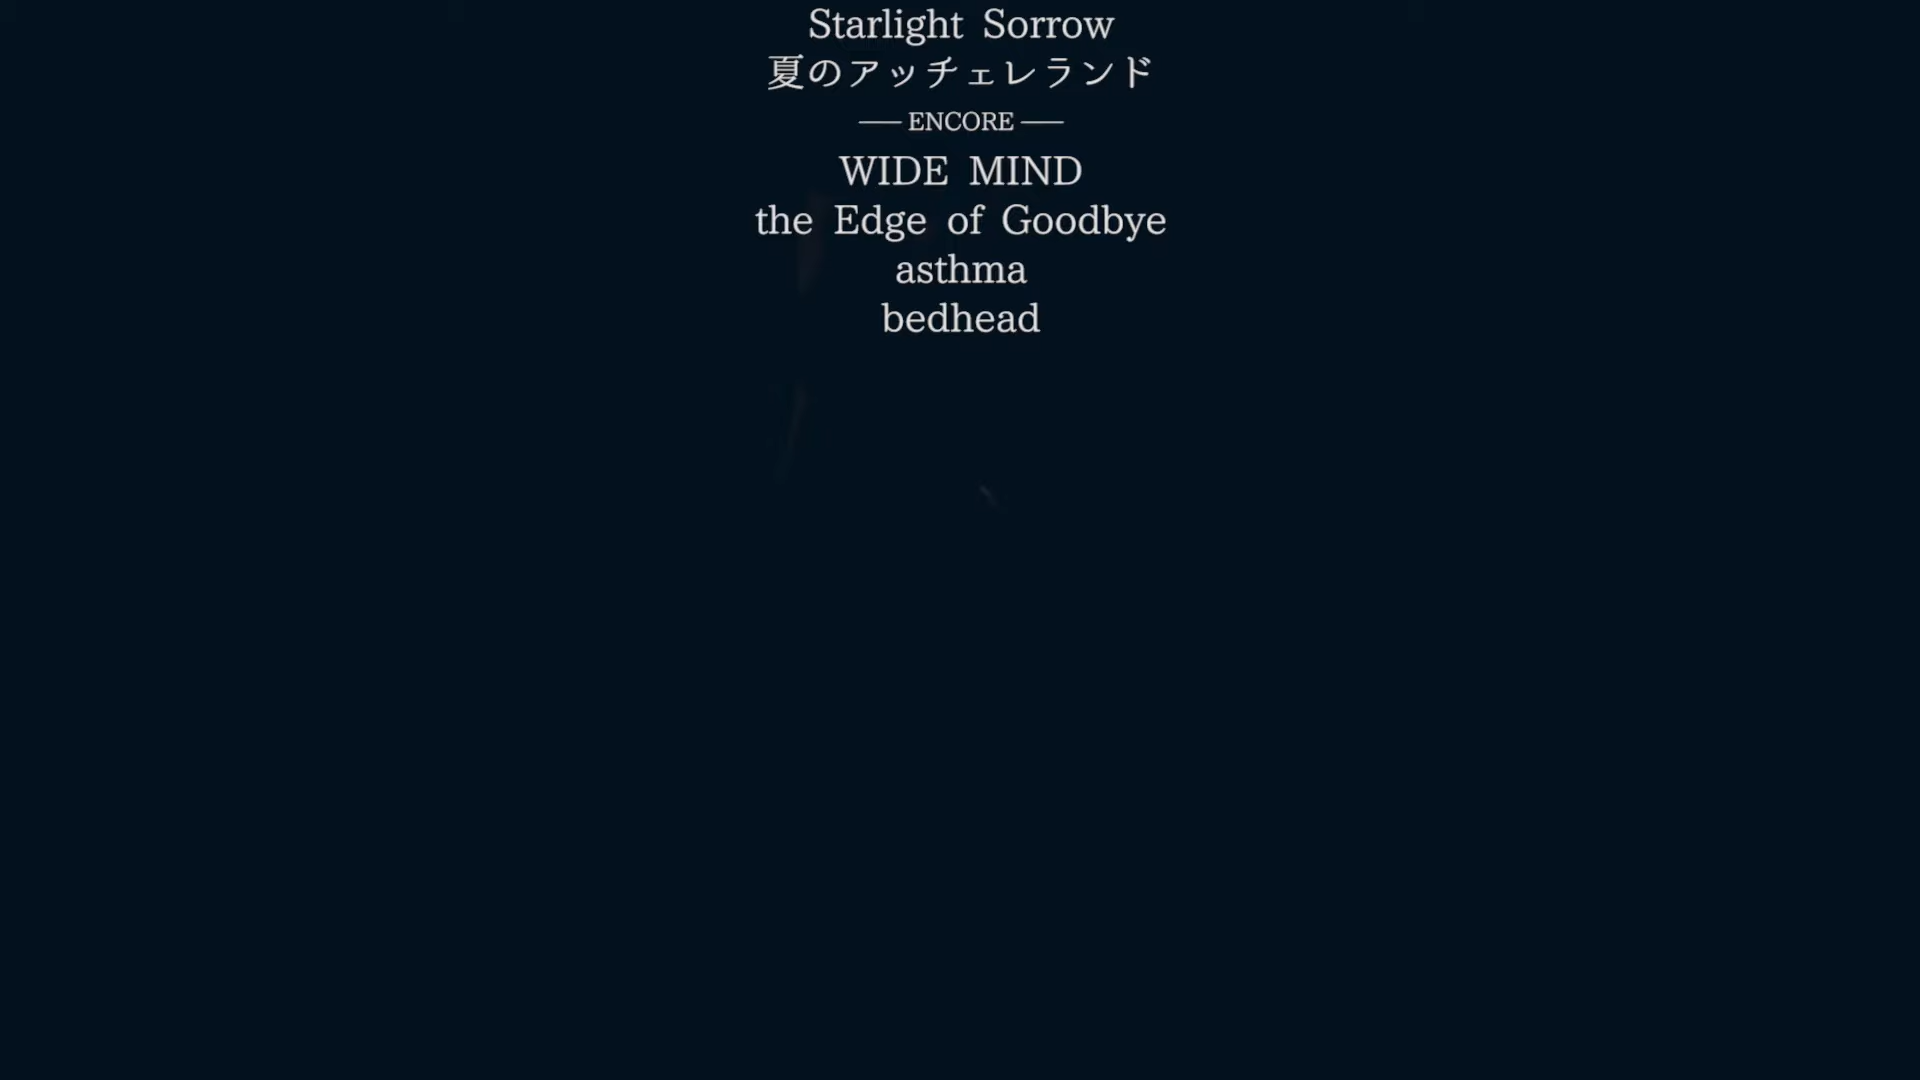 Starlight Sorrow
夏のアッチェレランド
── ENCORE ──
WIDE MIND
the Edge of Goodbye
asthma
bedhead